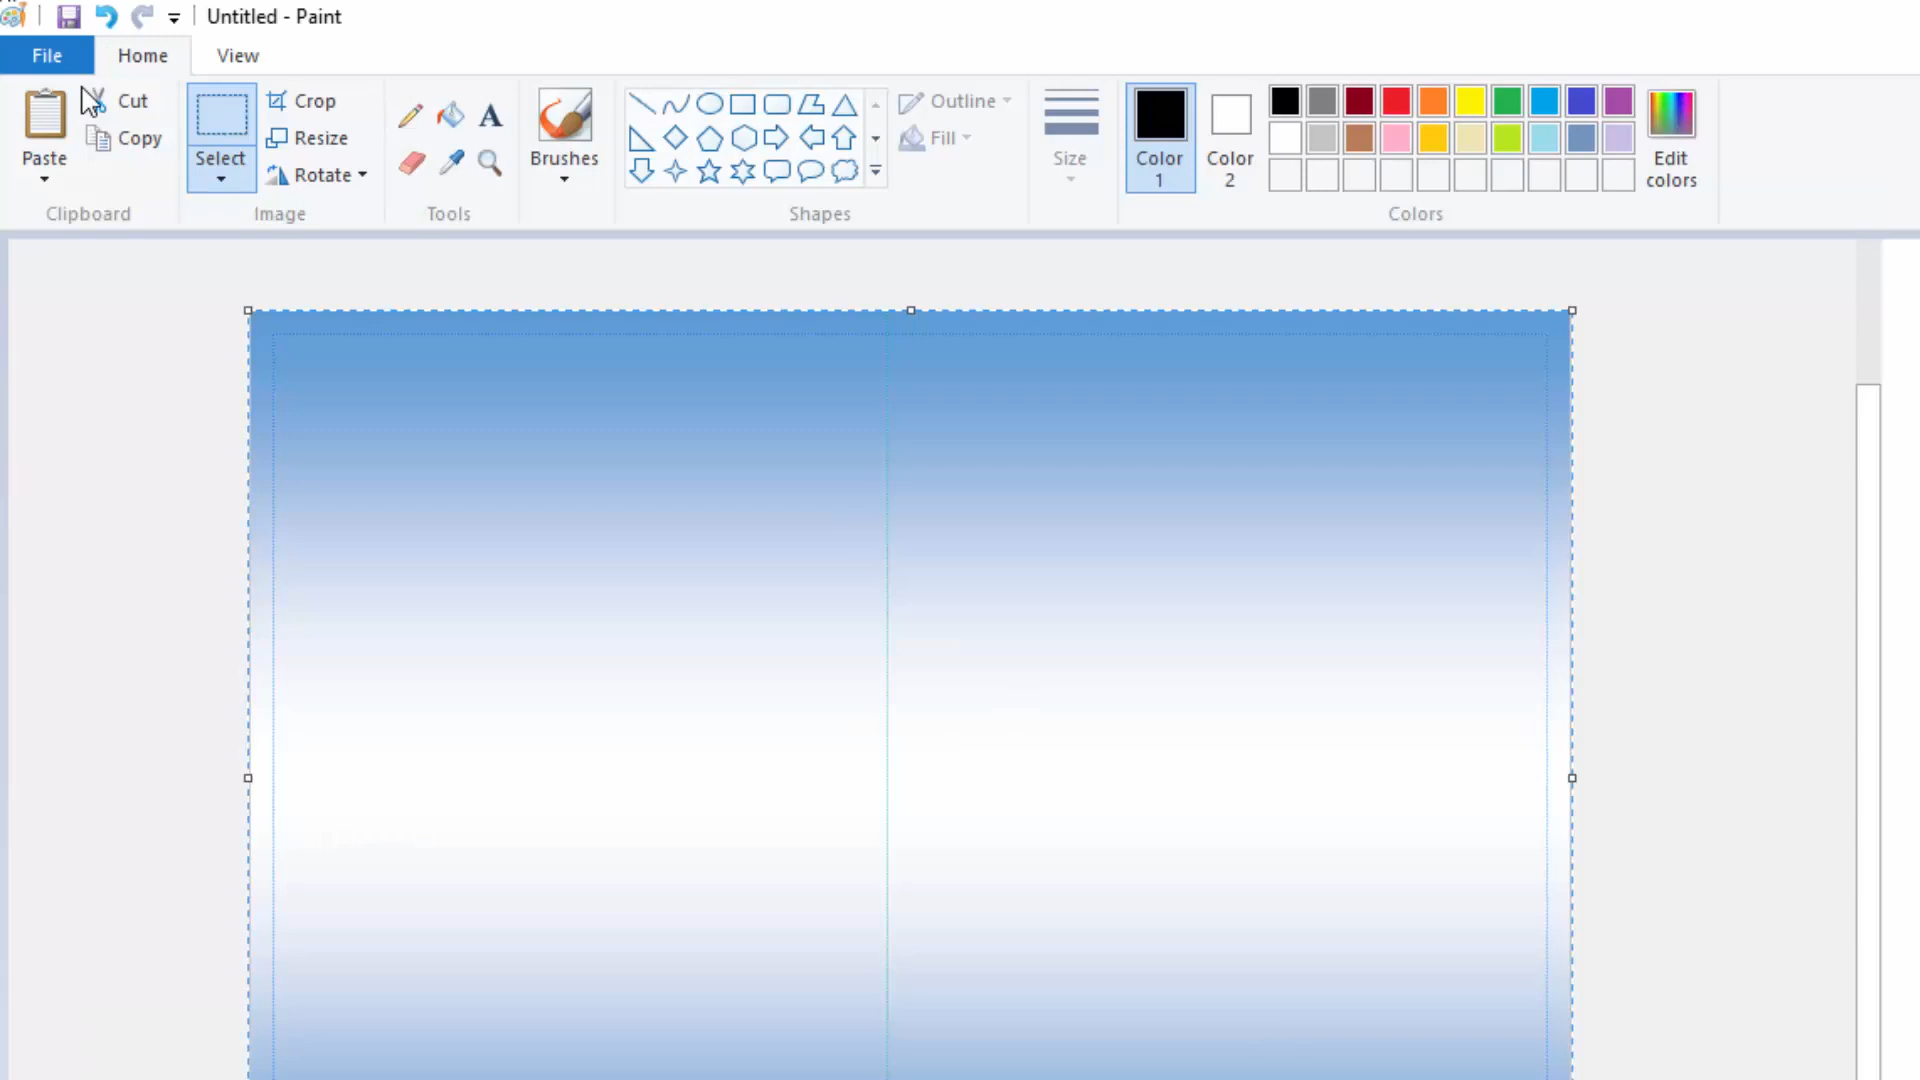 Untitled - Paint
File Home View
Cut
Copy
Paste
Clipboard
Select
Crop
Resize
Rotate
Image
A
Tools
Brushes
Shapes
Outline
Fill
Size
Color 1
Color 2
Edit colors
Colors